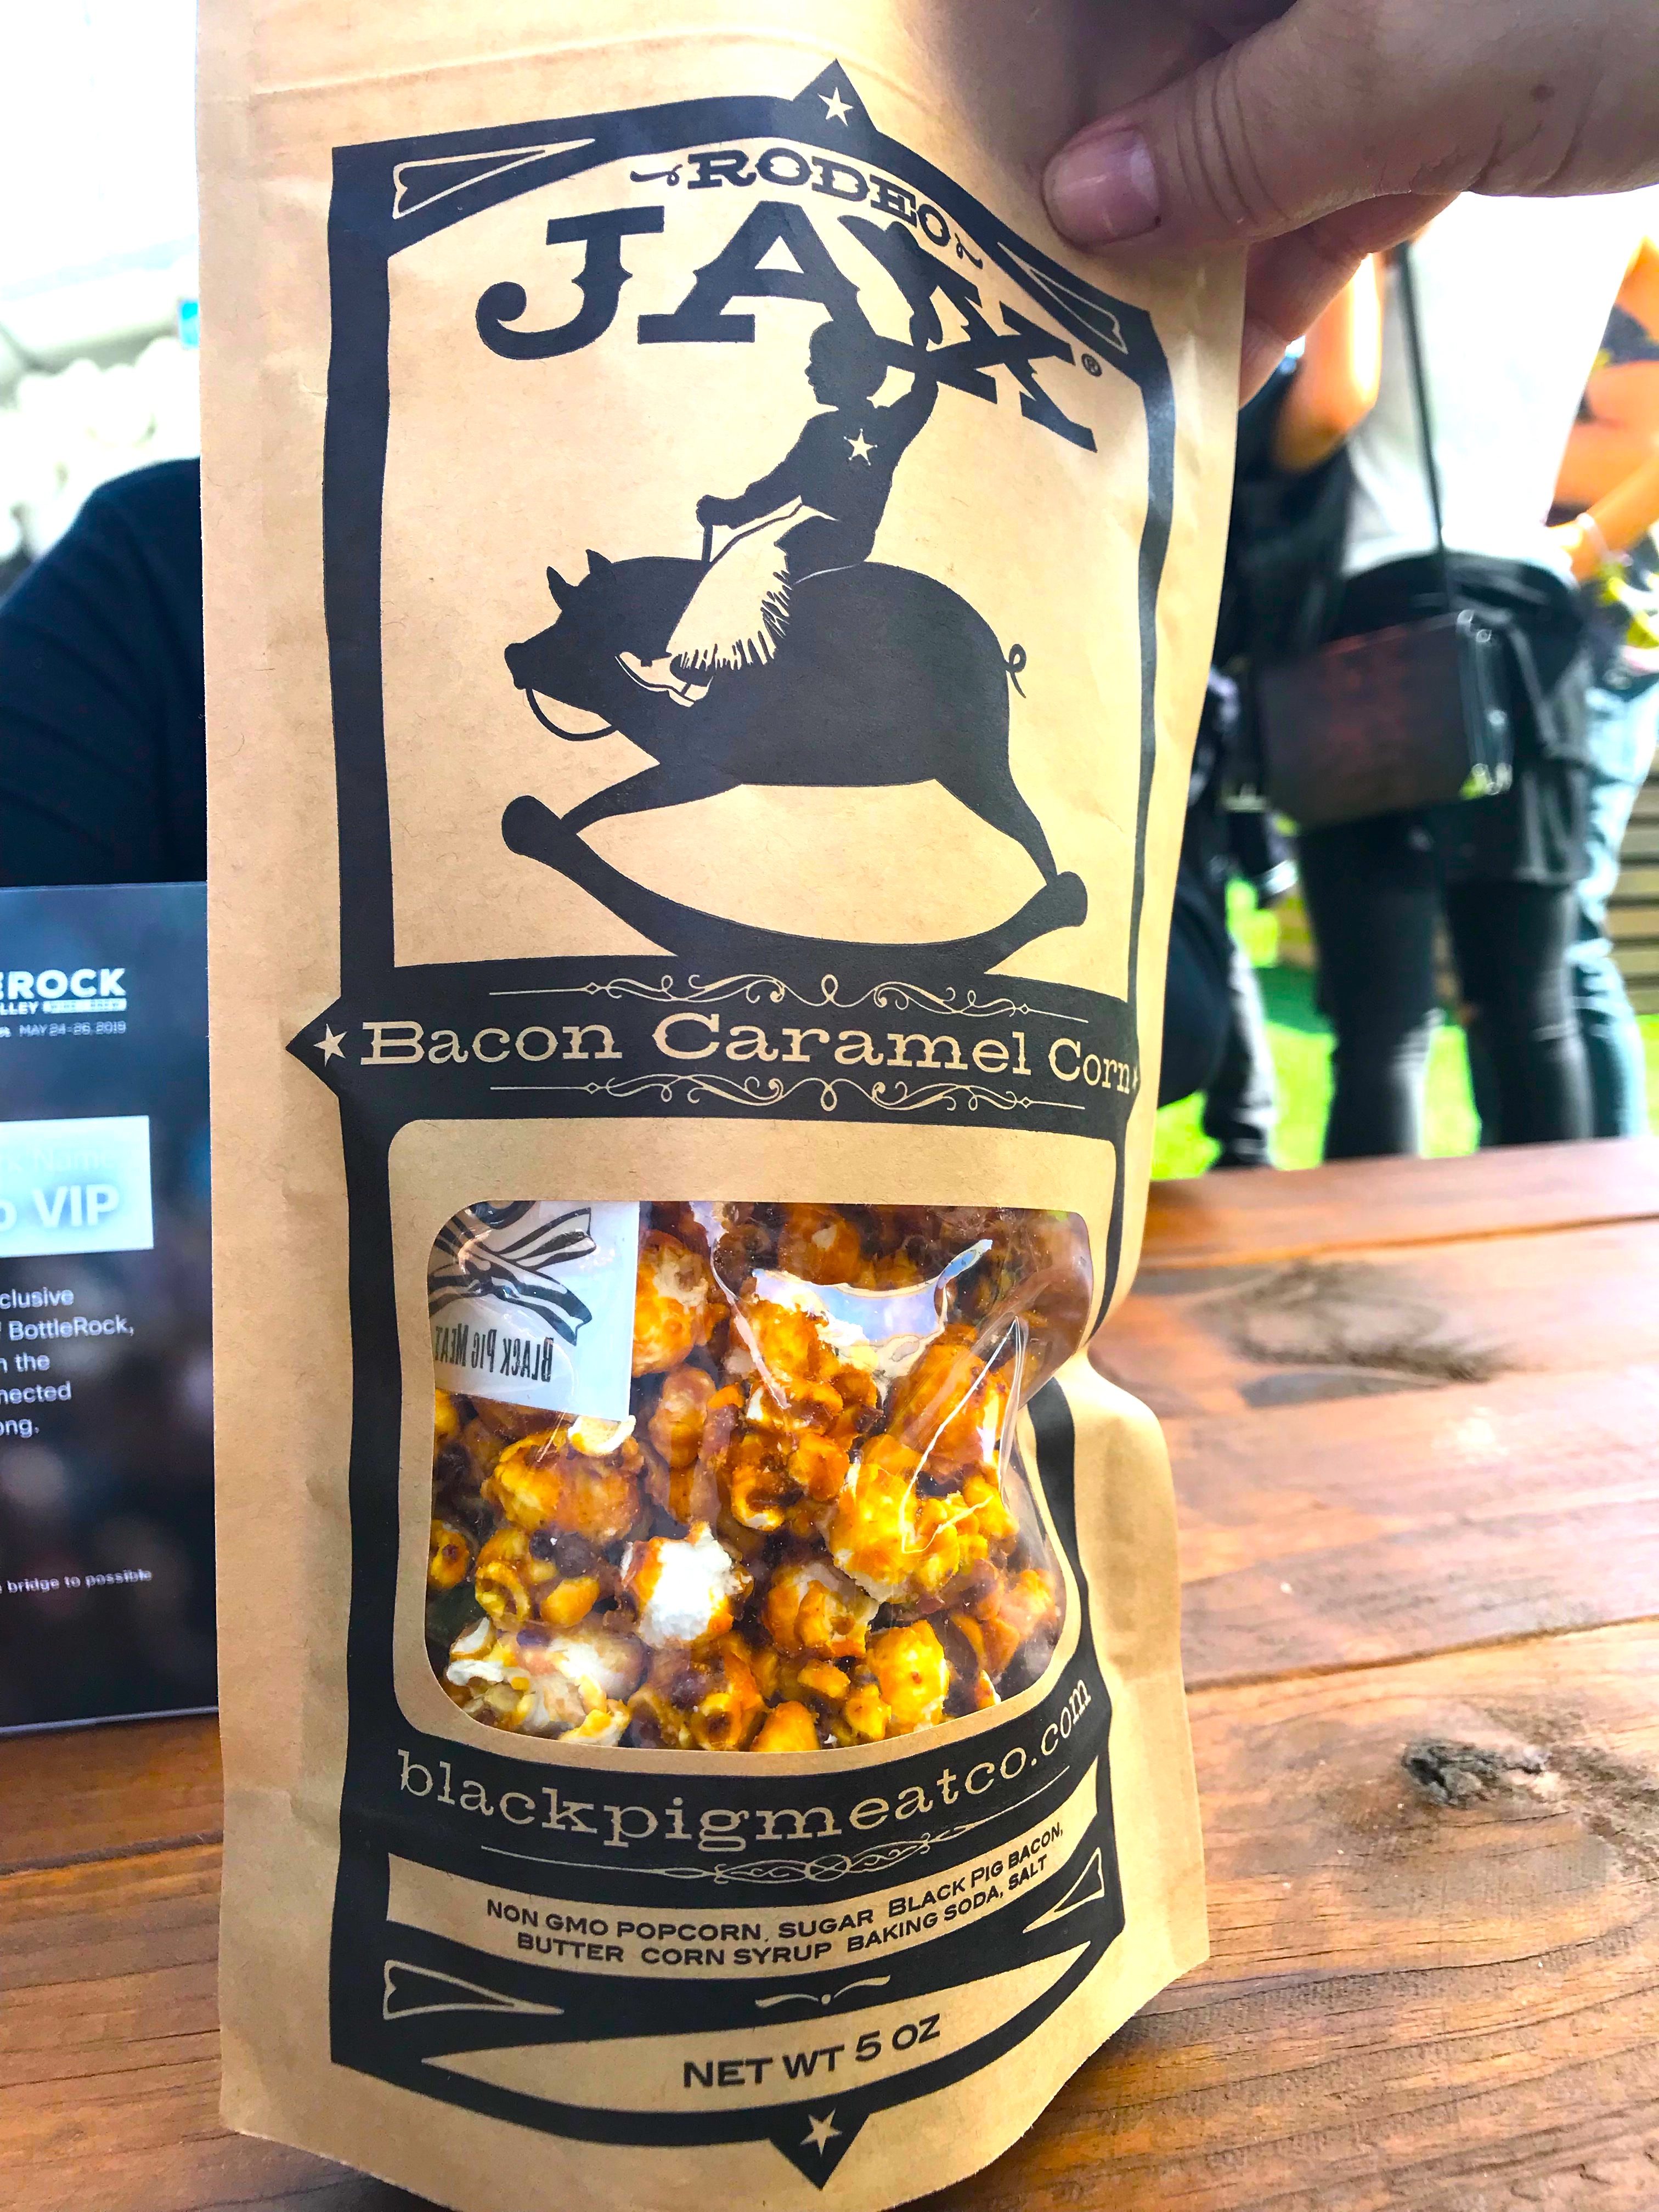 RODEO
JAX®
Bacon Caramel Corn
BLACK PIG MEAT
blackpigmeatco.com
NON GMO POPCORN, SUGAR BLACK PIG BACON,
BUTTER CORN SYRUP BAKING SODA, SALT
NET WT 5 OZ
EROCK
LLEY
MAY 24-26, 2019
VIP
clusive
BottleRock,
n the
nected
ong.
bridge to possible